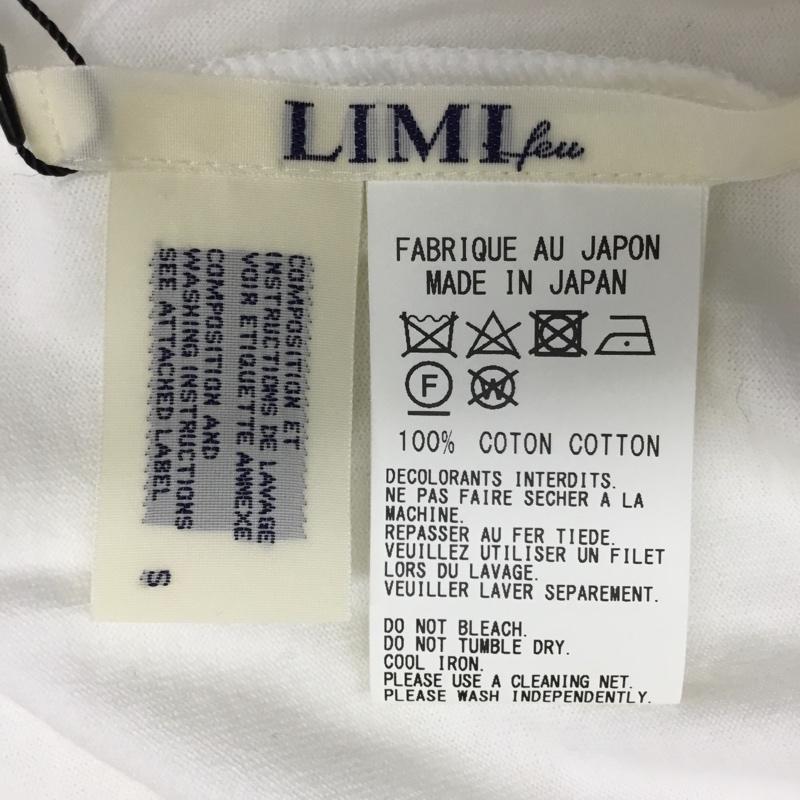 LIMI feu
COMPOSITION ET
INSTRUCTIONS DE LAVAGE
VOIR ETIQUETTE ANNEXE
COMPOSITION AND
WASHING INSTRUCTIONS
SEE ATTACHED LABEL
S
FABRIQUE AU JAPON
MADE IN JAPAN
F W
100% COTON COTTON
DECOLORANTS INTERDITS.
NE PAS FAIRE SECHER A LA
MACHINE.
REPASSER AU FER TIEDE.
VEUILLEZ UTILISER UN FILET
LORS DU LAVAGE.
VEUILLER LAVER SEPAREMENT.
DO NOT BLEACH.
DO NOT TUMBLE DRY.
COOL IRON.
PLEASE USE A CLEANING NET.
PLEASE WASH INDEPENDENTLY.